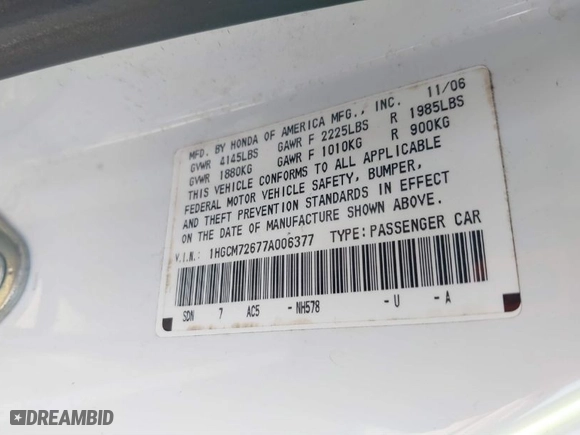 MFD. BY HONDA OF AMERICA MFG., INC. 11/06
GVWR 4145LBS GAWR F 2225LBS R 1985LBS
GVWR 1880KG GAWR F 1010KG R 900KG
THIS VEHICLE CONFORMS TO ALL APPLICABLE
FEDERAL MOTOR VEHICLE SAFETY, BUMPER,
AND THEFT PREVENTION STANDARDS IN EFFECT
ON THE DATE OF MANUFACTURE SHOWN ABOVE.
V.I.N.: 1HGCM72677A006377 TYPE: PASSENGER CAR
SDN 7 AC5 -NH578 -U -A
DREAMBID